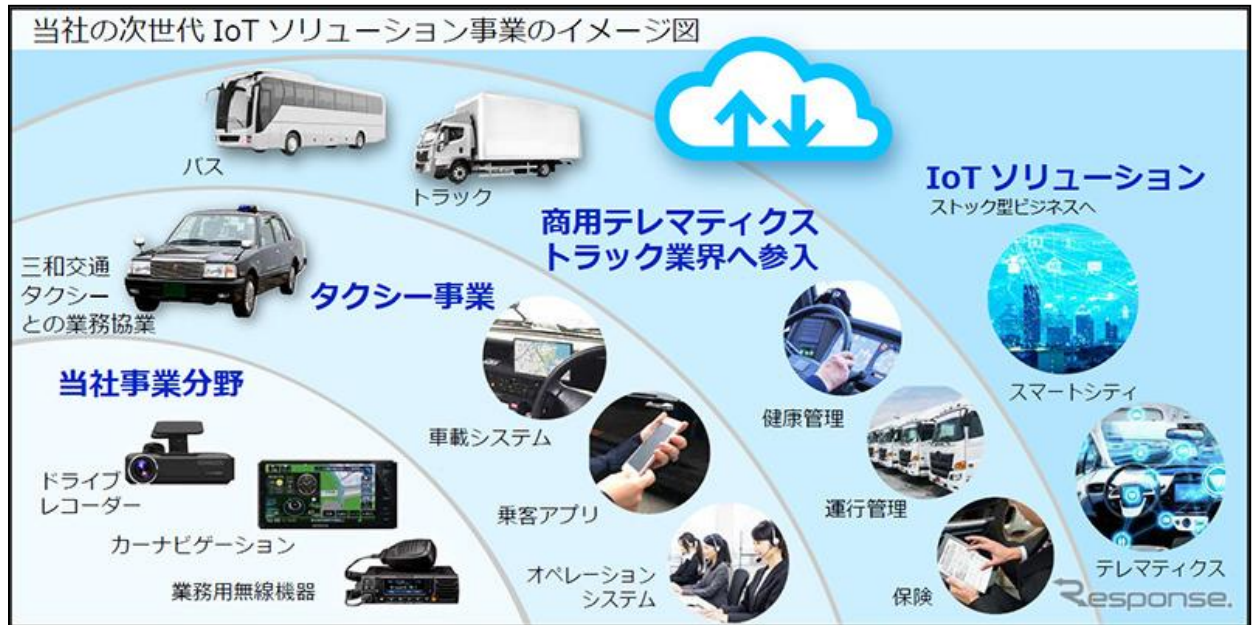 当社の次世代 IoT ソリューション事業のイメージ図
バス
トラック
IoT ソリューション
ストック型ビジネスへ
商用テレマティクス
トラック業界へ参入
三和交通
タクシー
との業務協業
タクシー事業
スマートシティ
当社事業分野
車載システム
健康管理
ドライブ
レコーダー
乗客アプリ
運行管理
カーナビゲーション
テレマティクス
オペレーション
システム
業務用無線機器
保険
Response.